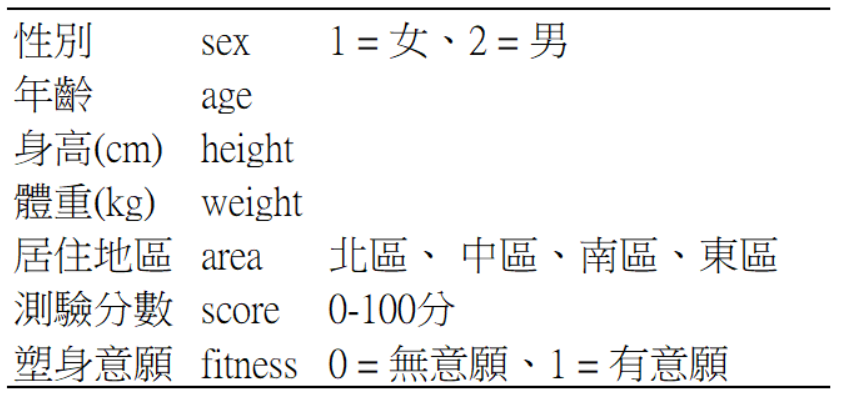 性別 sex 1 = 女、2 = 男
年齡 age
身高(cm) height
體重(kg) weight
居住地區 area 北區、 中區、南區、東區
測驗分數 score 0-100分
塑身意願 fitness 0 = 無意願、1 = 有意願